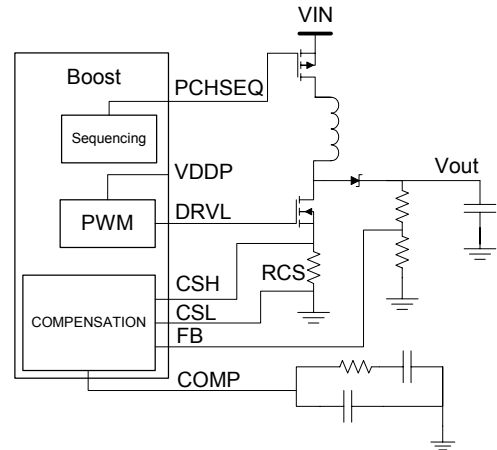 VIN
Boost
PCHSEQ
Sequencing
VDDP
Vout
PWM
DRVL
CSH
RCS
COMPENSATION
CSL
FB
COMP